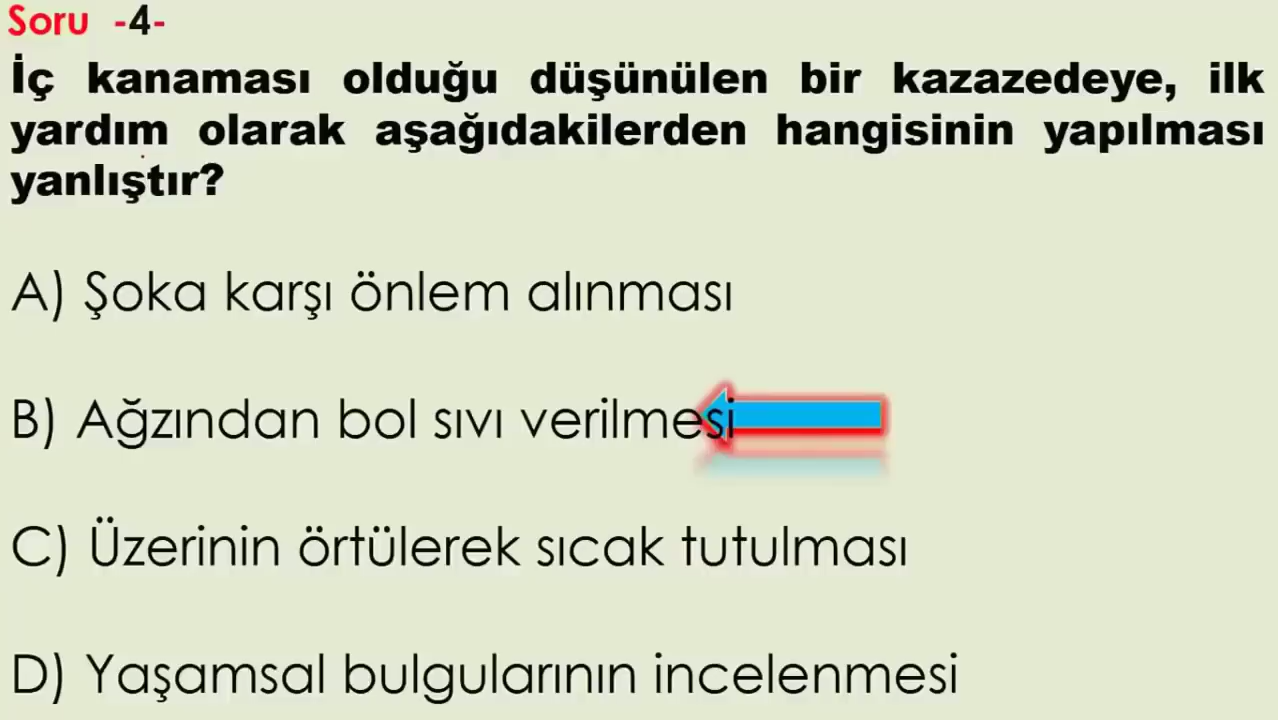 Soru -4-
İç kanaması olduğu düşünülen bir kazazedeye, ilk
yardım olarak aşağıdakilerden hangisinin yapılması
yanlıştır?
A) Şoka karşı önlem alınması
B) Ağzından bol sıvı verilmesi
C) Üzerinin örtülerek sıcak tutulması
D) Yaşamsal bulgularının incelenmesi